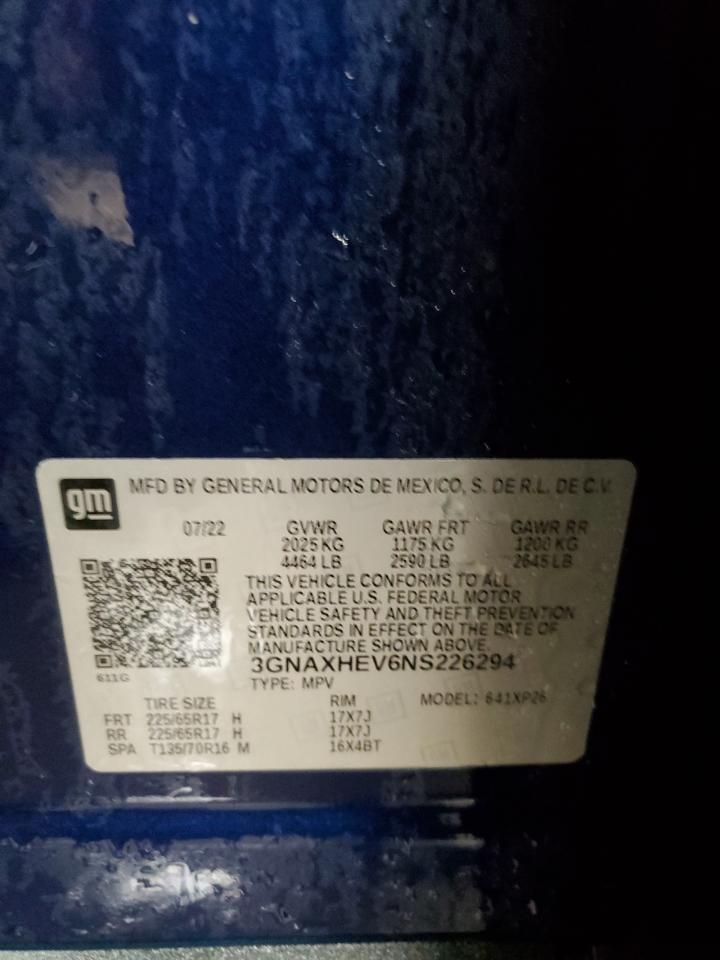 gm MFD BY GENERAL MOTORS DE MEXICO, S. DE R.L. DE C.V.
07/22 GVWR GAWR FRT GAWR RR
2025 KG 1175 KG 1200 KG
4464 LB 2590 LB 2645 LB
THIS VEHICLE CONFORMS TO ALL
APPLICABLE U.S. FEDERAL MOTOR
VEHICLE SAFETY AND THEFT PREVENTION
STANDARDS IN EFFECT ON THE DATE OF
MANUFACTURE SHOWN ABOVE.
3GNAXHEV6NS226294
611G
TYPE: MPV
TIRE SIZE RIM MODEL: 641XP26
FRT 225/65R17 H 17X7J
RR 225/65R17 H 17X7J
SPA T135/70R16 M 16X4BT